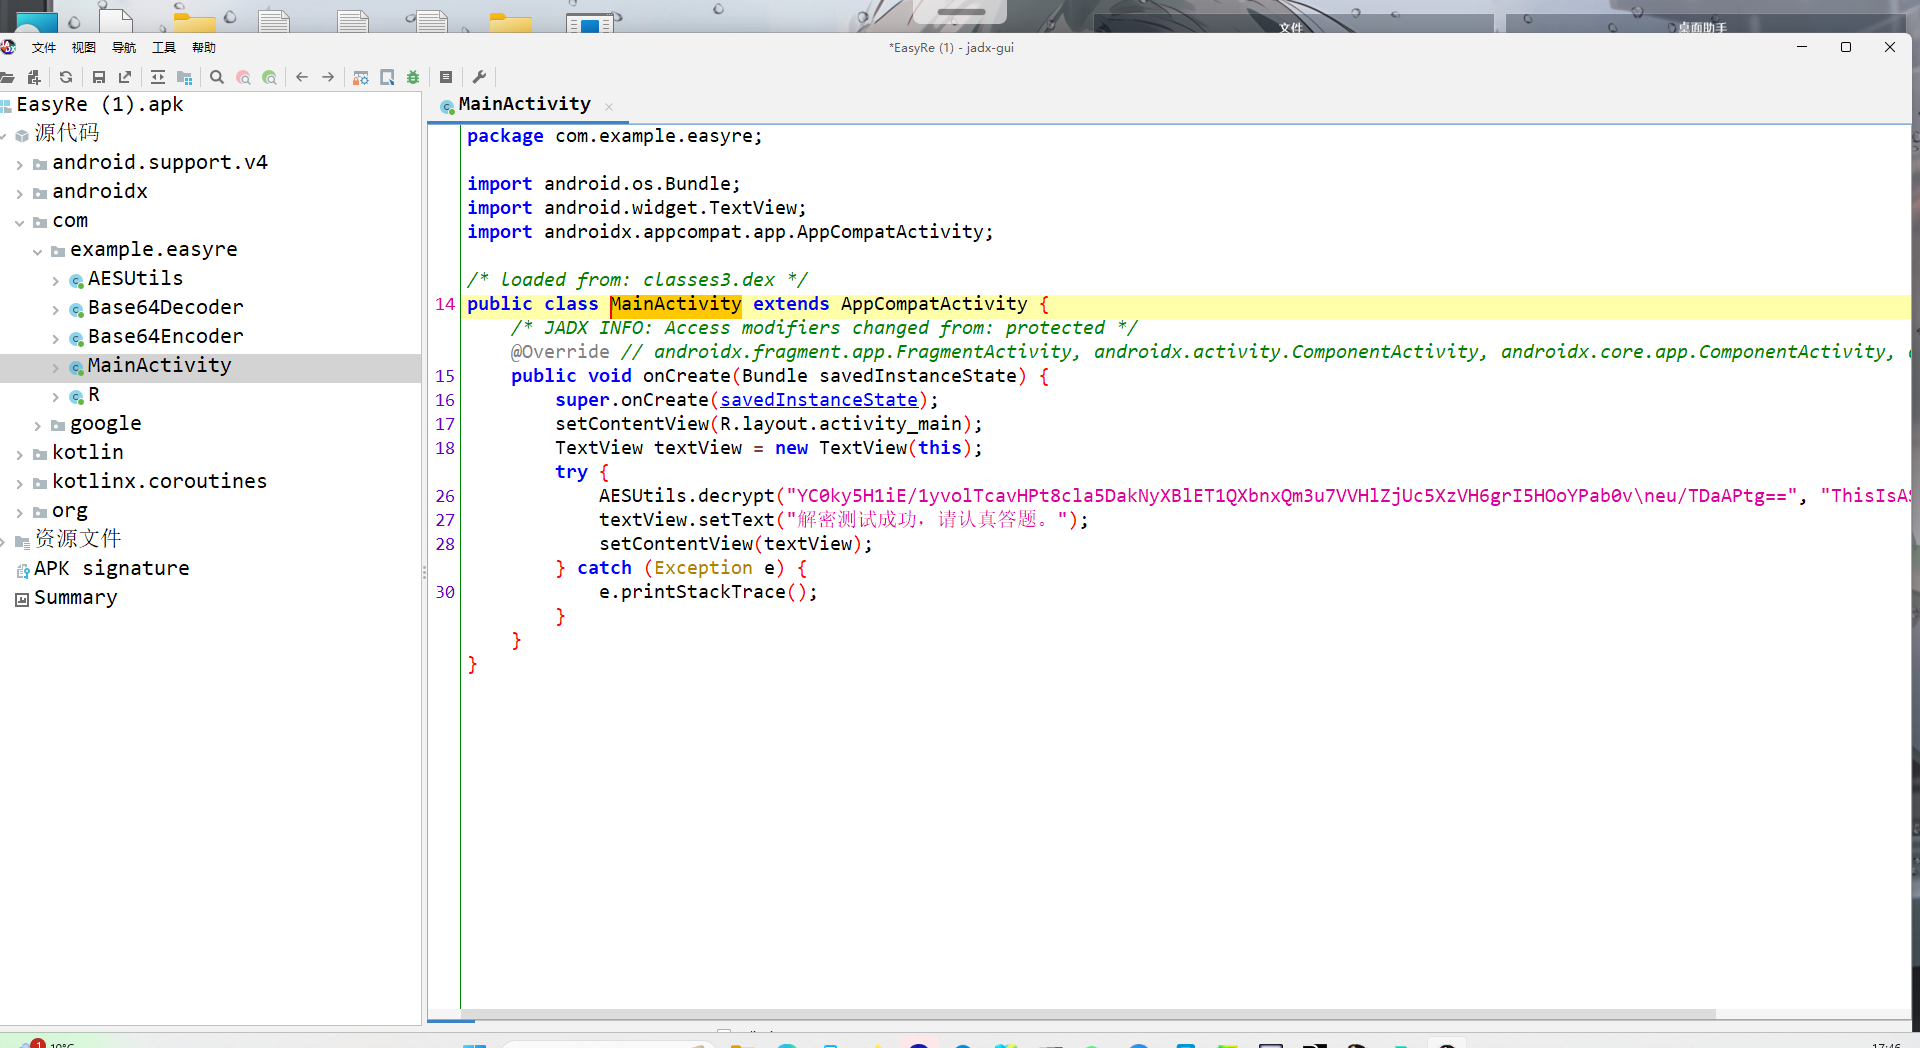 文件
桌面助手
文件 视图 导航 工具 帮助
*EasyRe (1) - jadx-gui
EasyRe (1).apk
源代码
android.support.v4
androidx
com
example.easyre
AESUtils
Base64Decoder
Base64Encoder
MainActivity
R
google
kotlin
kotlinx.coroutines
org
资源文件
APK signature
Summary
MainActivity
package com.example.easyre;
import android.os.Bundle;
import android.widget.TextView;
import androidx.appcompat.app.AppCompatActivity;
/* loaded from: classes3.dex */
14 public class MainActivity extends AppCompatActivity {
/* JADX INFO: Access modifiers changed from: protected */
@Override // androidx.fragment.app.FragmentActivity, androidx.activity.ComponentActivity, androidx.core.app.ComponentActivity,
15 public void onCreate(Bundle savedInstanceState) {
16 super.onCreate(savedInstanceState);
17 setContentView(R.layout.activity_main);
18 TextView textView = new TextView(this);
try {
26 AESUtils.decrypt("YC0ky5H1iE/1yvolTcavHPt8cla5DakNyXBlET1QXbnxQm3u7VVHlZjUc5XzVH6grI5HOoYPab0v\neu/TDaAPtg==", "ThisIsAS
27 textView.setText("解密测试成功，请认真答题。");
28 setContentView(textView);
} catch (Exception e) {
30 e.printStackTrace();
}
}
}